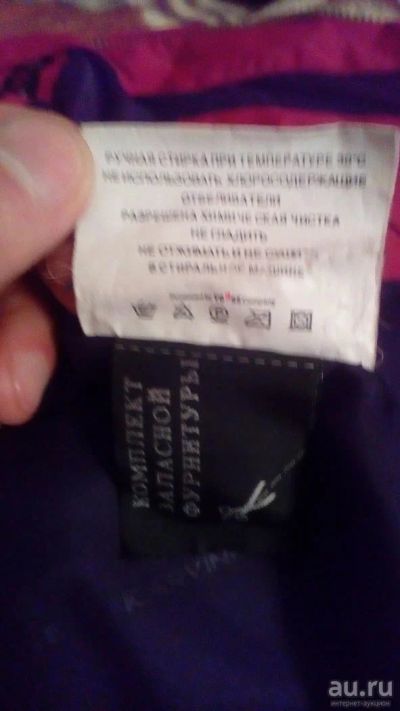 РУЧНАЯ СТИРКА ПРИ ТЕМПЕРАТУРЕ 30°C
НЕ ИСПОЛЬЗОВАТЬ ХЛОРОСОДЕРЖАЩИЕ
ОТБЕЛИВАТЕЛИ
РАЗРЕШЕНА ХИМИЧЕСКАЯ ЧИСТКА
НЕ ГЛАДИТЬ
НЕ ОТЖИМАТЬ И НЕ СУШИТЬ
В СТИРАЛЬНОЙ МАШИНЕ
КОМПЛЕКТ
ЗАПАСНОЙ
ФУРНИТУРЫ
au.ru
интернет-аукцион